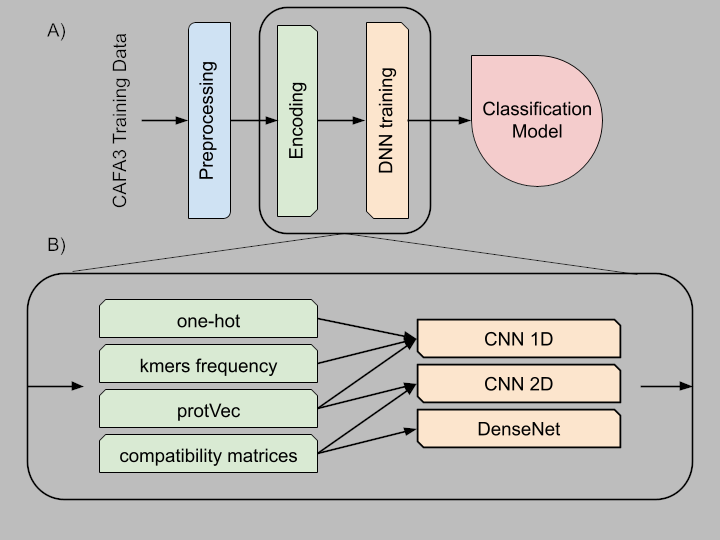 A)
CAFA3 Training Data
Preprocessing
Encoding
DNN training
Classification
Model
B)
one-hot
kmers frequency
protVec
compatibility matrices
CNN 1D
CNN 2D
DenseNet